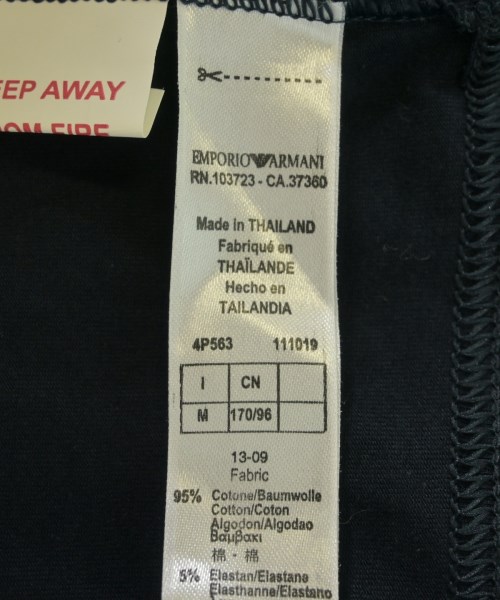 EEP AWAY
OM FIRE
EMPORIO ARMANI
RN.103723 - CA.37360
Made in THAILAND
Fabriqué en
THAÏLANDE
Hecho en
TAILANDIA
4P563 111019
I CN
M 170/96
13-09
Fabric
95% Cotone/Baumwolle
Cotton/Coton
Algodon/Algodao
Βαμβακι
棉 · 棉
5% Elastan/Elastane
Elasthanne/Elastano